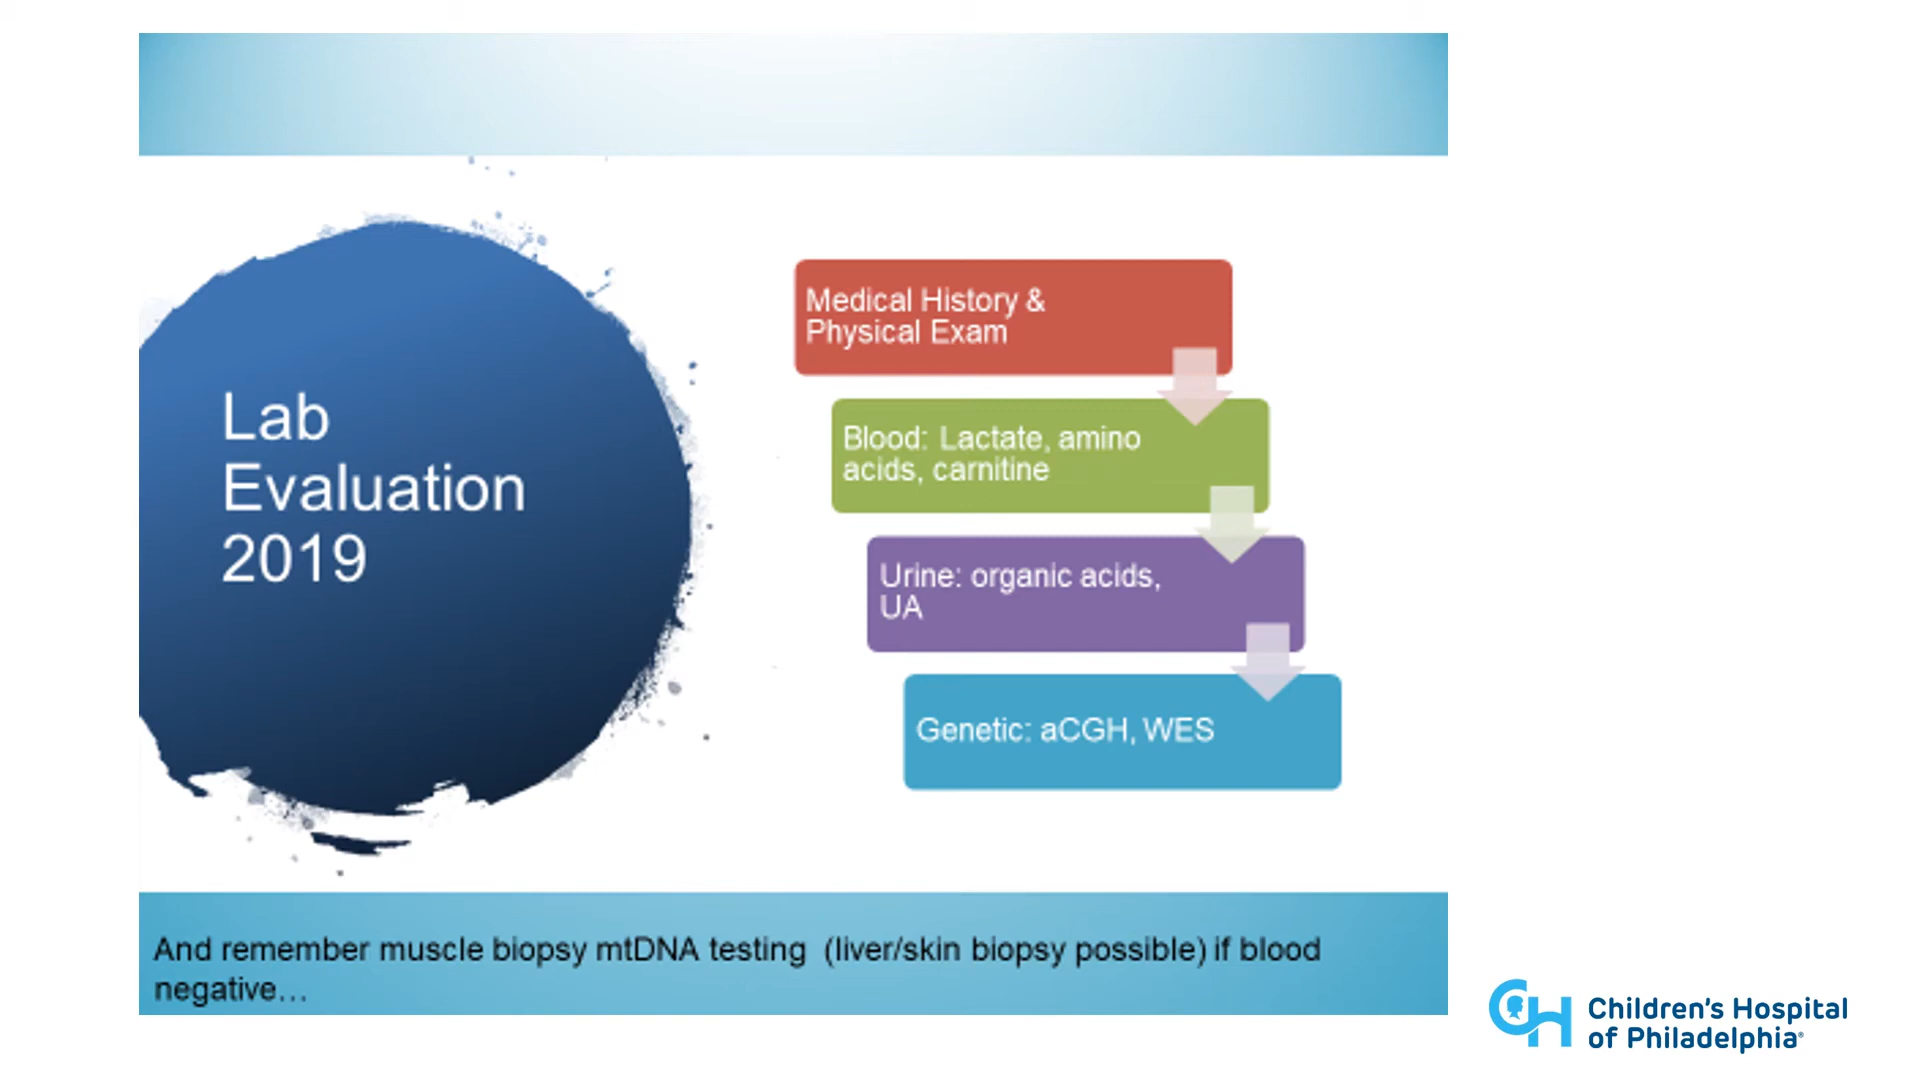 Lab
Evaluation
2019
Medical History &
Physical Exam
Blood: Lactate, amino
acids, carnitine
Urine: organic acids,
UA
Genetic: aCGH, WES
And remember muscle biopsy mtDNA testing (liver/skin biopsy possible) if blood
negative…
CH
Children's Hospital
of Philadelphia®